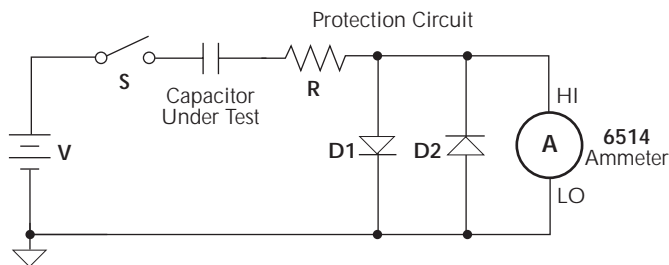 Protection Circuit
S
Capacitor
Under Test
R
HI
V
D1
D2
A
6514
Ammeter
LO